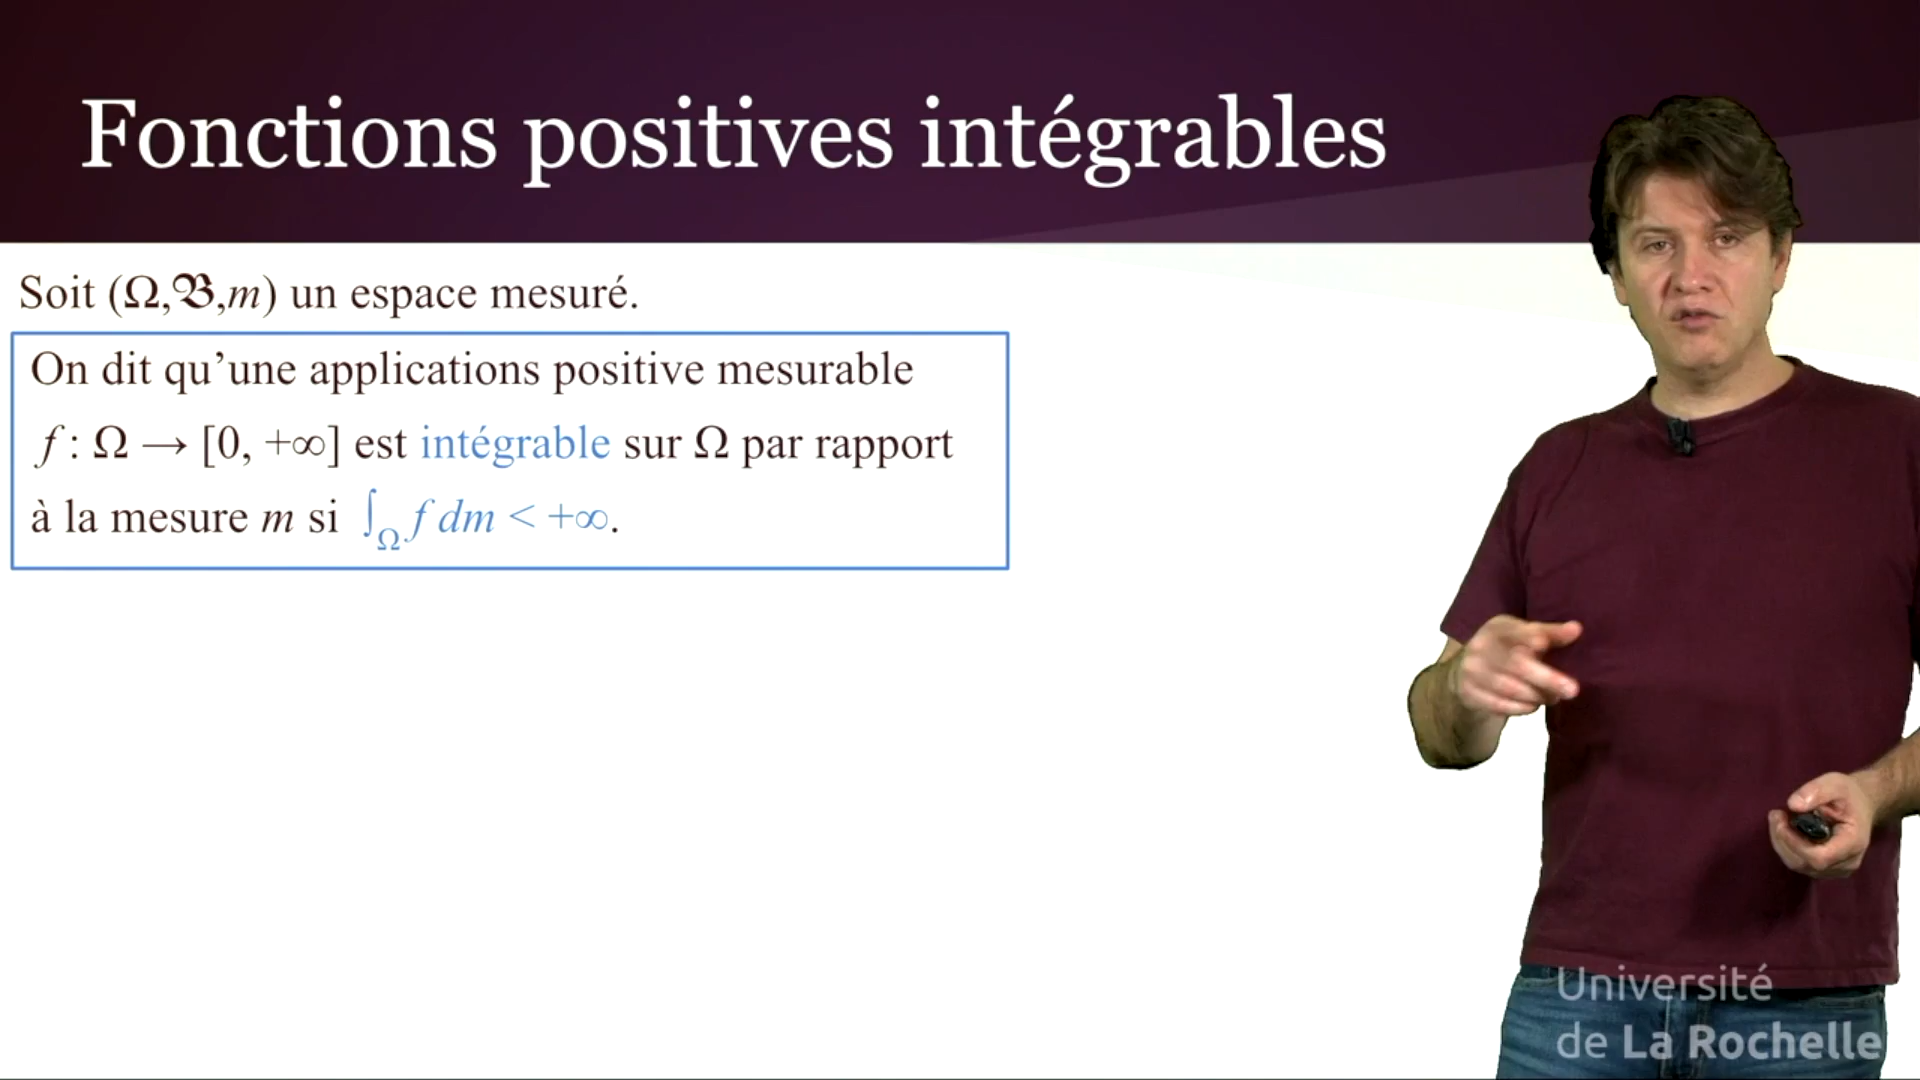 Fonctions positives intégrables
Soit (Ω,𝔅,m) un espace mesuré.
On dit qu’une applications positive mesurable
f : Ω → [0, +∞] est intégrable sur Ω par rapport
à la mesure m si ∫_Ω f dm < +∞.
Université
de La Rochelle